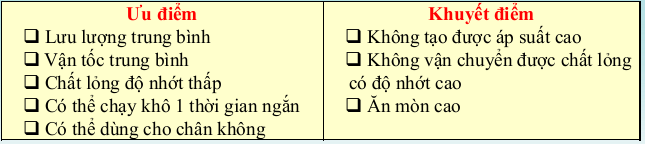 Ưu điểm
❑ Lưu lượng trung bình
❑ Vận tốc trung bình
❑ Chất lỏng độ nhớt thấp
❑ Có thể chạy khô 1 thời gian ngắn
❑ Có thể dùng cho chân không
Khuyết điểm
❑ Không tạo được áp suất cao
❑ Không vận chuyển được chất lỏng
có độ nhớt cao
❑ Ăn mòn cao